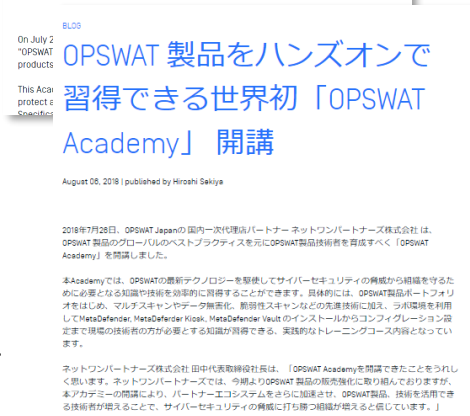 BLOG
On July 2
"OPSWAT
products
This Acad
protect a
Specifica
OPSWAT 製品をハンズオンで
習得できる世界初「OPSWAT
Academy」 開講
August 06, 2018 | published by Hiroshi Sekiya
2018年7月26日、OPSWAT Japanの 国内一次代理店パートナー ネットワンパートナーズ株式会社 は、
OPSWAT 製品のグローバルのベストプラクティスを元にOPSWAT製品技術者を育成すべく「OPSWAT
Academy」を開講しました。
本Academyでは、OPSWATの最新テクノロジーを駆使してサイバーセキュリティの脅威から組織を守るた
めに必要となる知識や技術を効率的に習得することができます。具体的には、OPSWAT製品ポートフォリ
オをはじめ、マルチスキャンやデータ無害化、脆弱性スキャンなどの先進技術に加え、ラボ環境を利用
してMetaDefender, MetaDeferder Kiosk, MetaDefender Vault のインストールからコンフィグレーション設
定まで現場の技術者の方が必要とする知識が習得できる、実践的なトレーニングコース内容となってい
ます。
ネットワンパートナーズ株式会社 田中代表取締役社長は、「OPSWAT Academyを開講できたことをうれし
く思います。ネットワンパートナーズでは、今期よりOPSWAT 製品の販売強化に取り組んでおりますが、
本アカデミーの開講により、パートナーエコシステムをさらに加速させ、OPSWAT製品、技術を活用でき
る技術者が増えることで、サイバーセキュリティの脅威に打ち勝つ組織が増えると信じています。」